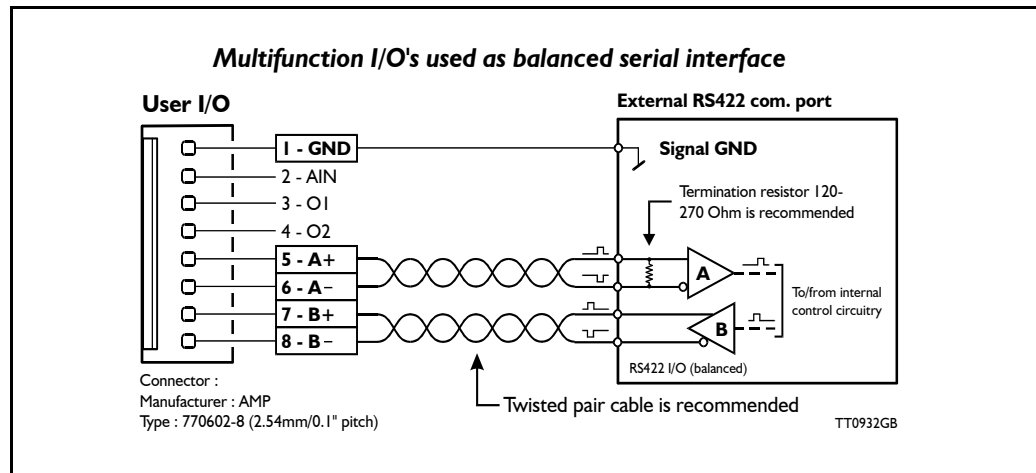 Multifunction I/O's used as balanced serial interface
User I/O
External RS422 com. port
1 - GND
2 - AIN
3 - O1
4 - O2
5 - A+
6 - A−
7 - B+
8 - B−
Signal GND
Termination resistor 120-
270 Ohm is recommended
A
B
To/from internal
control circuitry
RS422 I/O (balanced)
Connector :
Manufacturer : AMP
Type : 770602-8 (2.54mm/0.1" pitch)
Twisted pair cable is recommended
TT0932GB